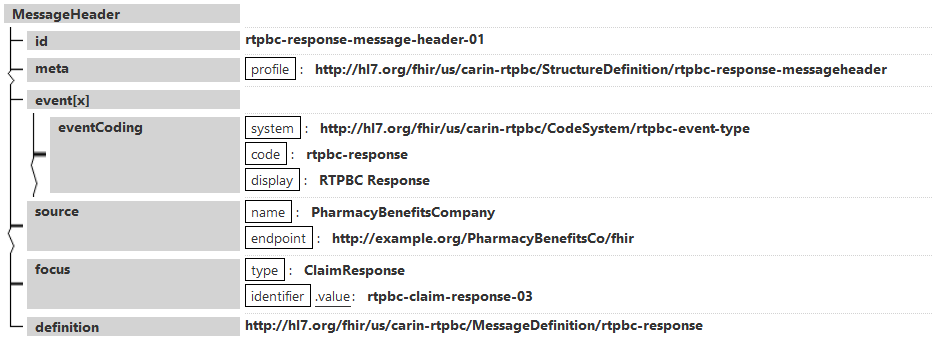 MessageHeader
id rtpbc-response-message-header-01
meta profile : http://hl7.org/fhir/us/carin-rtpbc/StructureDefinition/rtpbc-response-messageheader
event[x]
eventCoding system : http://hl7.org/fhir/us/carin-rtpbc/CodeSystem/rtpbc-event-type
code : rtpbc-response
display : RTPBC Response
source name : PharmacyBenefitsCompany
endpoint : http://example.org/PharmacyBenefitsCo/fhir
focus type : ClaimResponse
identifier .value: rtpbc-claim-response-03
definition http://hl7.org/fhir/us/carin-rtpbc/MessageDefinition/rtpbc-response